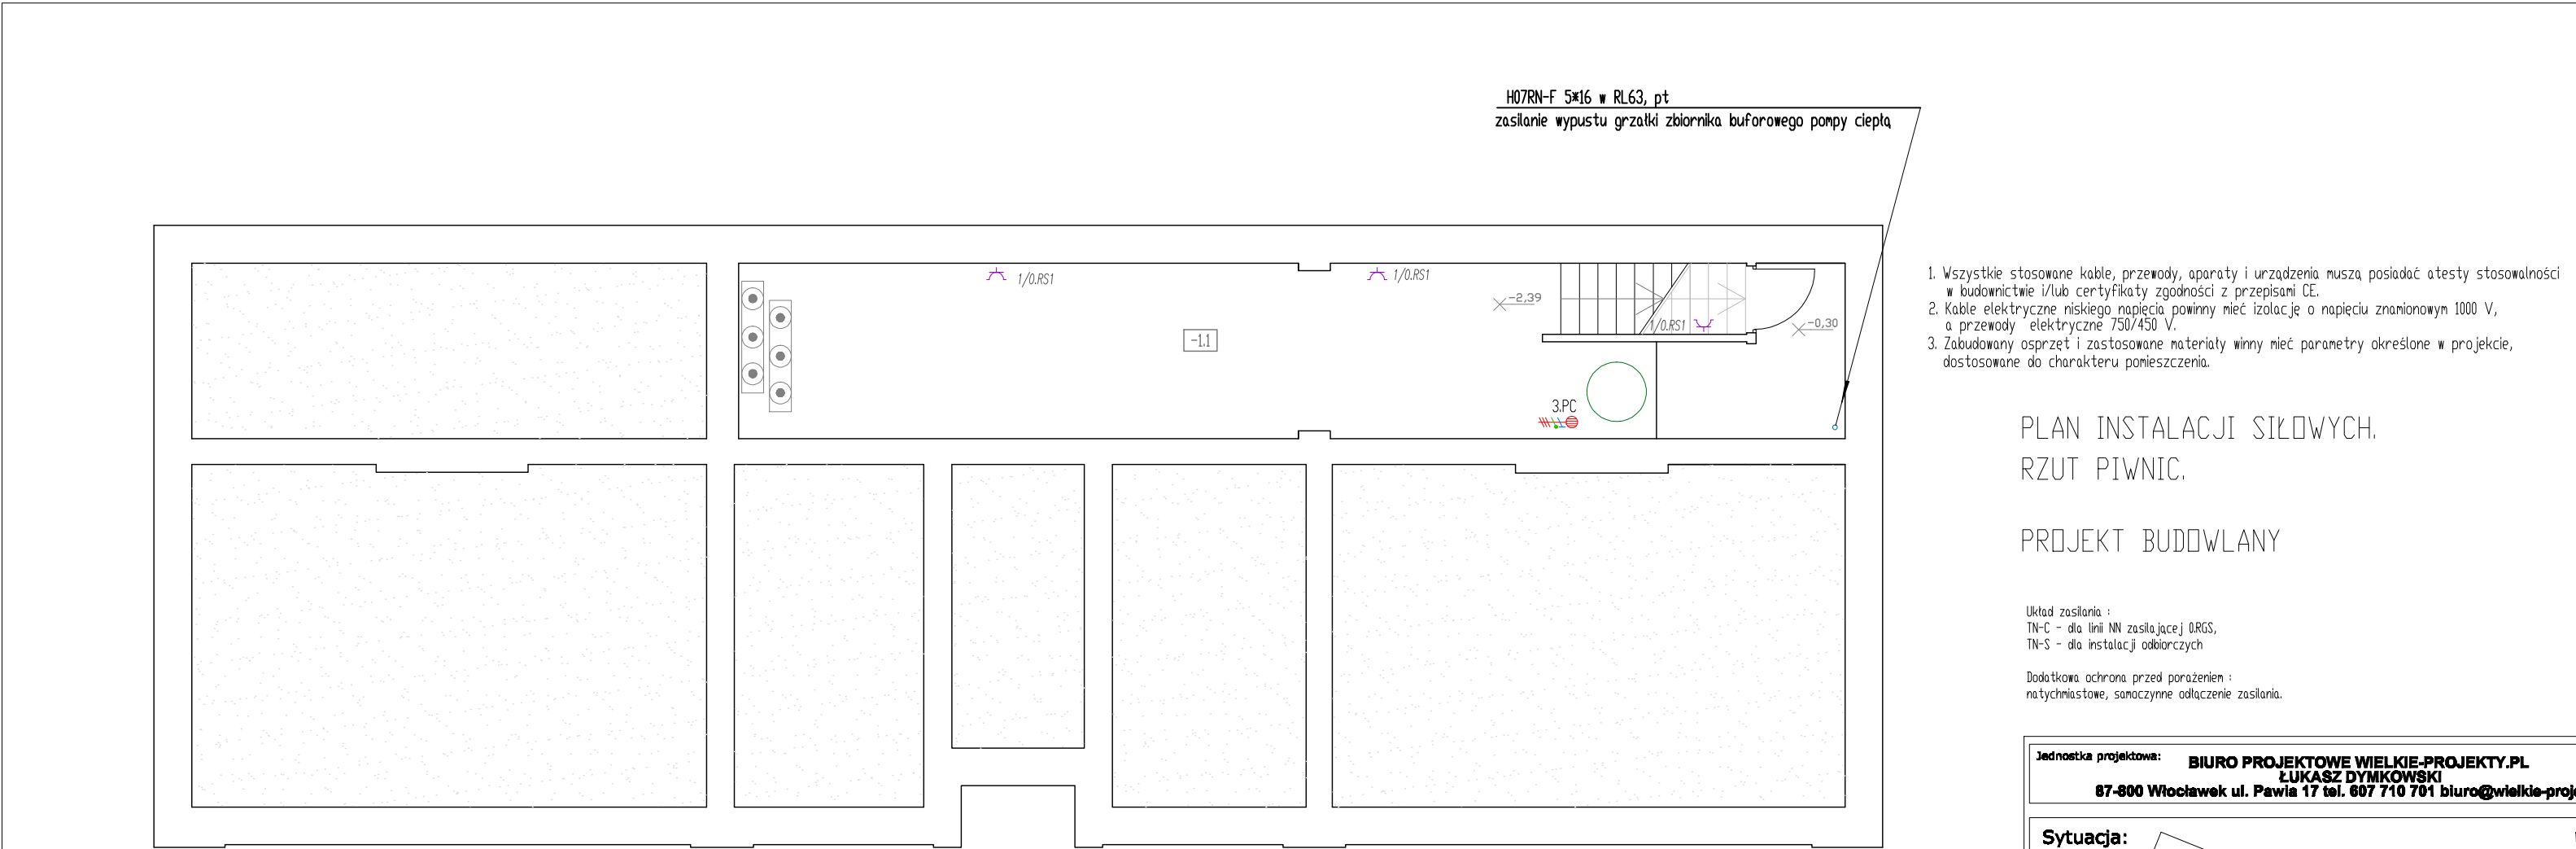 H07RN-F 5*16 w RL63, pt
zasilanie wypustu grzałki zbiornika buforowego pompy ciepłą
1/0.RS1
1/0.RS1
-2,39
1/0.RS1
-0,30
-1.1
3.PC
1. Wszystkie stosowane kable, przewody, aparaty i urządzenia muszą posiadać atesty stosowalności
w budownictwie i/lub certyfikaty zgodności z przepisami CE.
2. Kable elektryczne niskiego napięcia powinny mieć izolację o napięciu znamionowym 1000 V,
a przewody elektryczne 750/450 V.
3. Zabudowany osprzęt i zastosowane materiały winny mieć parametry określone w projekcie,
dostosowane do charakteru pomieszczenia.
PLAN INSTALACJI SIŁOWYCH.
RZUT PIWNIC.
PROJEKT BUDOWLANY
Układ zasilania :
TN-C - dla linii NN zasilającej 0.RGS,
TN-S - dla instalacji odbiorczych
Dodatkowa ochrona przed porażeniem :
natychmiastowe, samoczynne odłączenie zasilania.
Jednostka projektowa:
BIURO PROJEKTOWE WIELKIE-PROJEKTY.PL
ŁUKASZ DYMKOWSKI
87-800 Włocławek ul. Pawia 17 tel. 607 710 701 biuro@wielkie-proj
Sytuacja: